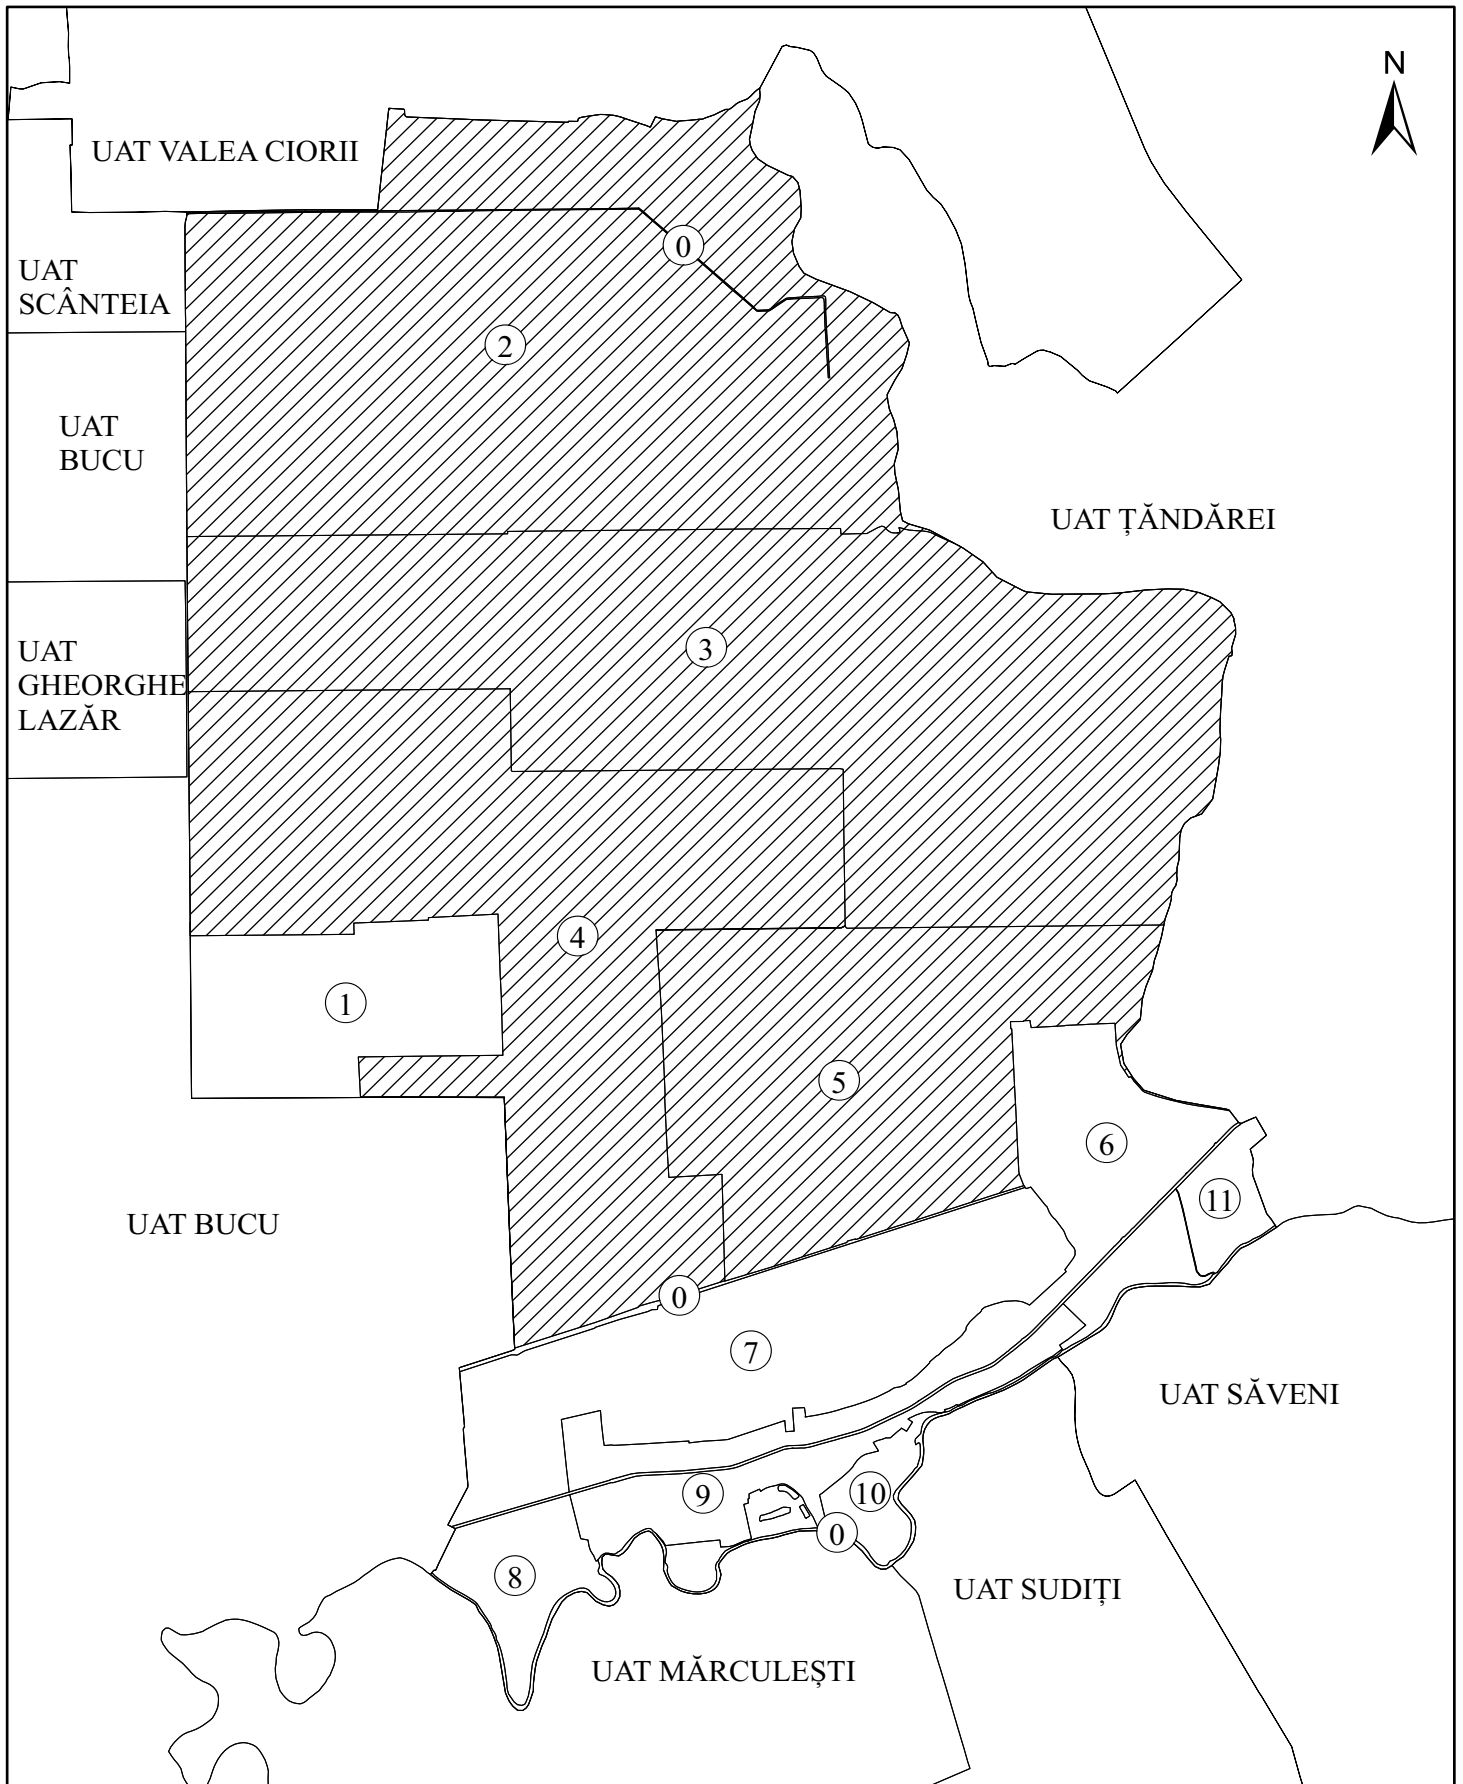 N
UAT VALEA CIORII
0
UAT
SCÂNTEIA
2
UAT
BUCU
UAT ȚĂNDĂREI
3
UAT
GHEORGHE
LAZĂR
4
1
5
6
11
UAT BUCU
0
7
UAT SĂVENI
9
10
0
8
UAT SUDIȚI
UAT MĂRCULEȘTI